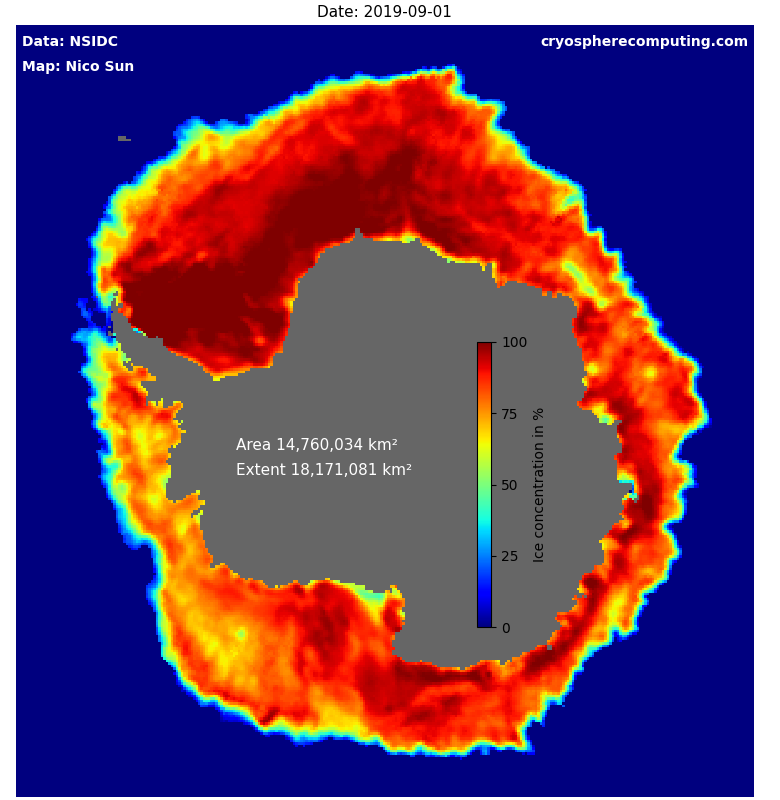 Date: 2019-09-01
Data: NSIDC
cryospherecomputing.com
Map: Nico Sun
100
75
50
25
0
Ice concentration in %
Area 14,760,034 km²
Extent 18,171,081 km²